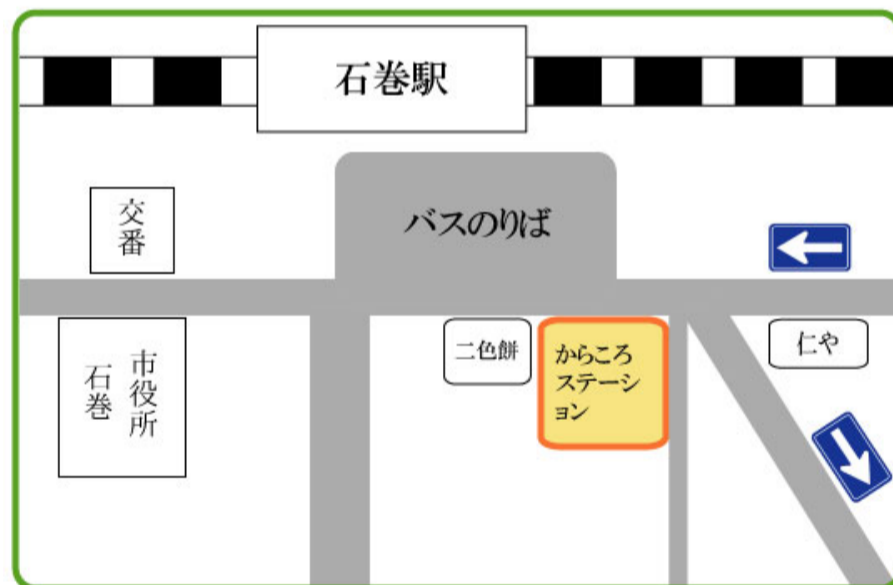 石巻駅
バスのりば
交番
石巻
市役所
二色餅
からころ
ステーシ
ョン
仁や